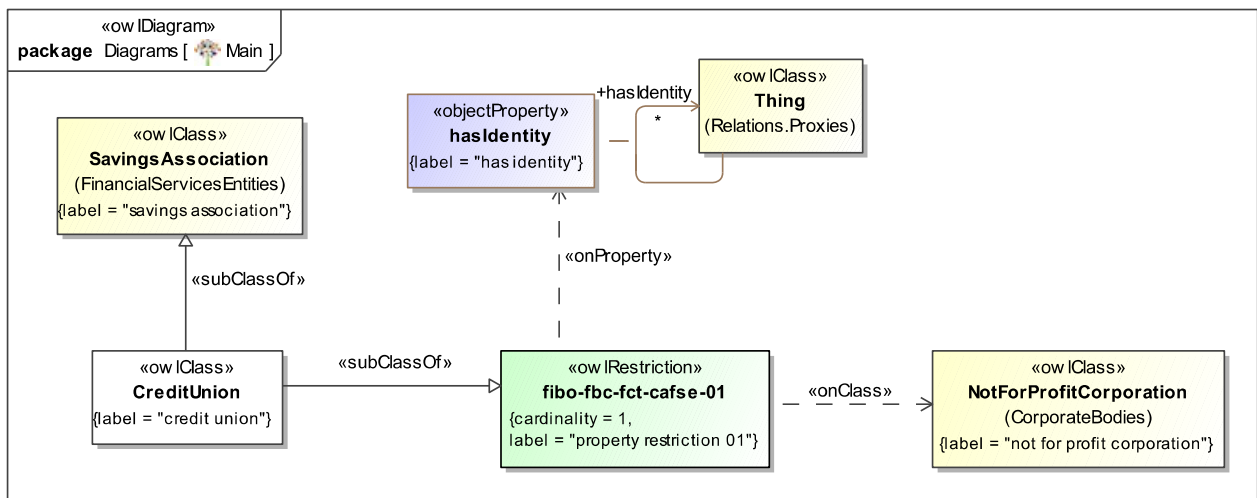 «owlDiagram»
package Diagrams [ Main ]
«owlClass»
Thing
(Relations.Proxies)
+hasIdentity
*
«objectProperty»
hasIdentity
{label = "has identity"}
«owlClass»
SavingsAssociation
(FinancialServicesEntities)
{label = "savings association"}
«onProperty»
«subClassOf»
«owlClass»
CreditUnion
{label = "credit union"}
«subClassOf»
«owlRestriction»
fibo-fbc-fct-cafse-01
{cardinality = 1,
label = "property restriction 01"}
«onClass»
«owlClass»
NotForProfitCorporation
(CorporateBodies)
{label = "not for profit corporation"}